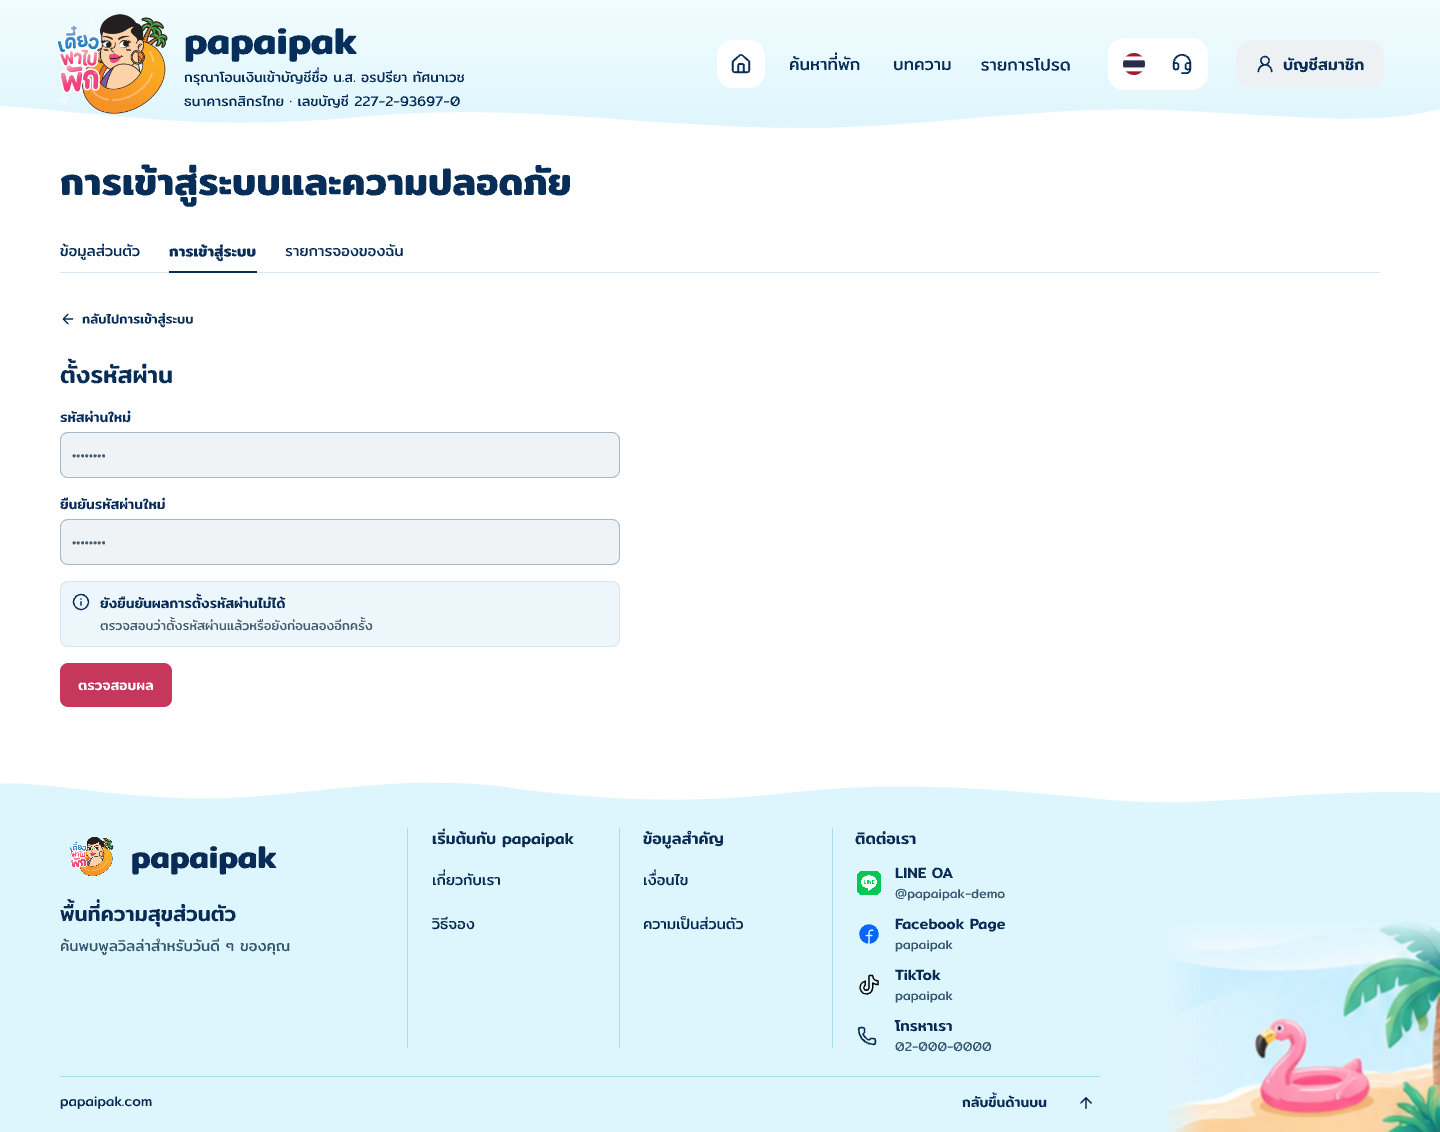 เดี๋ยว
พาไป
พัก
papaipak
กรุณาโอนเงินเข้าบัญชีชื่อ น.ส. อรปรียา ทัศนาเวช
ธนาคารกสิกรไทย · เลขบัญชี 227-2-93697-0
ค้นหาที่พัก
บทความ
รายการโปรด
บัญชีสมาชิก
การเข้าสู่ระบบและความปลอดภัย
ข้อมูลส่วนตัว
การเข้าสู่ระบบ
รายการจองของฉัน
กลับไปการเข้าสู่ระบบ
ตั้งรหัสผ่าน
รหัสผ่านใหม่
••••••••
ยืนยันรหัสผ่านใหม่
••••••••
ยังยืนยันผลการตั้งรหัสผ่านไม่ได้
ตรวจสอบว่าตั้งรหัสผ่านแล้วหรือยังก่อนลองอีกครั้ง
ตรวจสอบผล
เดี๋ยว
พาไป
พัก
papaipak
พื้นที่ความสุขส่วนตัว
ค้นพบพูลวิลล่าสำหรับวันดี ๆ ของคุณ
เริ่มต้นกับ papaipak
เกี่ยวกับเรา
วิธีจอง
ข้อมูลสำคัญ
เงื่อนไข
ความเป็นส่วนตัว
ติดต่อเรา
LINE
LINE OA
@papaipak-demo
Facebook Page
papaipak
TikTok
papaipak
โทรหาเรา
02-000-0000
papaipak.com
กลับขึ้นด้านบน